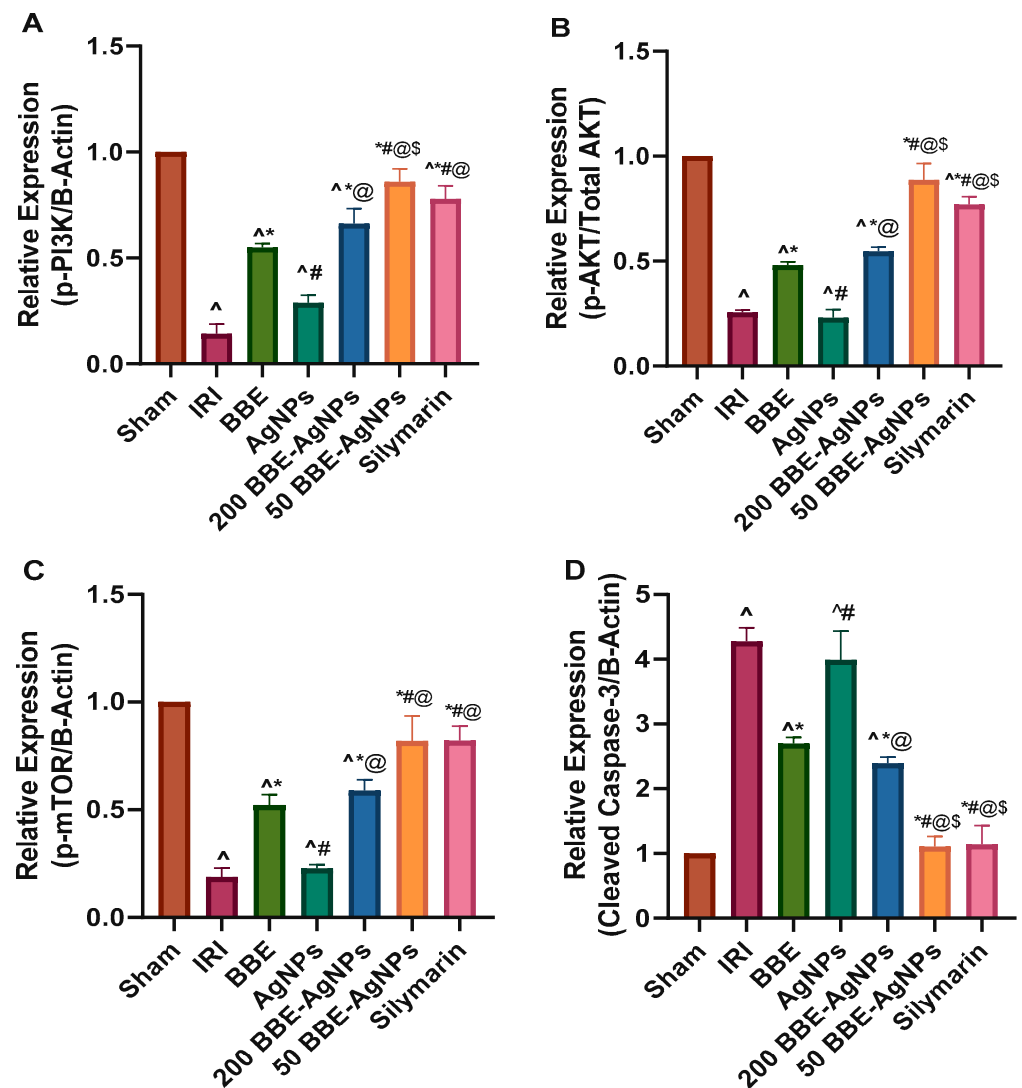 A
Relative Expression
(p-PI3K/B-Actin)
1.5
1.0
0.5
0.0
^
^*
^#
^*@
*#@$
^*#@
Sham
IRI
BBE
AgNPs
200 BBE-AgNPs
50 BBE-AgNPs
Silymarin
B
Relative Expression
(p-AKT/Total AKT)
1.5
1.0
0.5
0.0
^
^*
^#
^*@
*#@$
^*#@$
Sham
IRI
BBE
AgNPs
200 BBE-AgNPs
50 BBE-AgNPs
Silymarin
C
Relative Expression
(p-mTOR/B-Actin)
1.5
1.0
0.5
0.0
^
^*
^#
^*@
*#@
*#@
Sham
IRI
BBE
AgNPs
200 BBE-AgNPs
50 BBE-AgNPs
Silymarin
D
Relative Expression
(Cleaved Caspase-3/B-Actin)
5
4
3
2
1
0
^
^*
^#
^*@
*#@$
*#@$
Sham
IRI
BBE
AgNPs
200 BBE-AgNPs
50 BBE-AgNPs
Silymarin